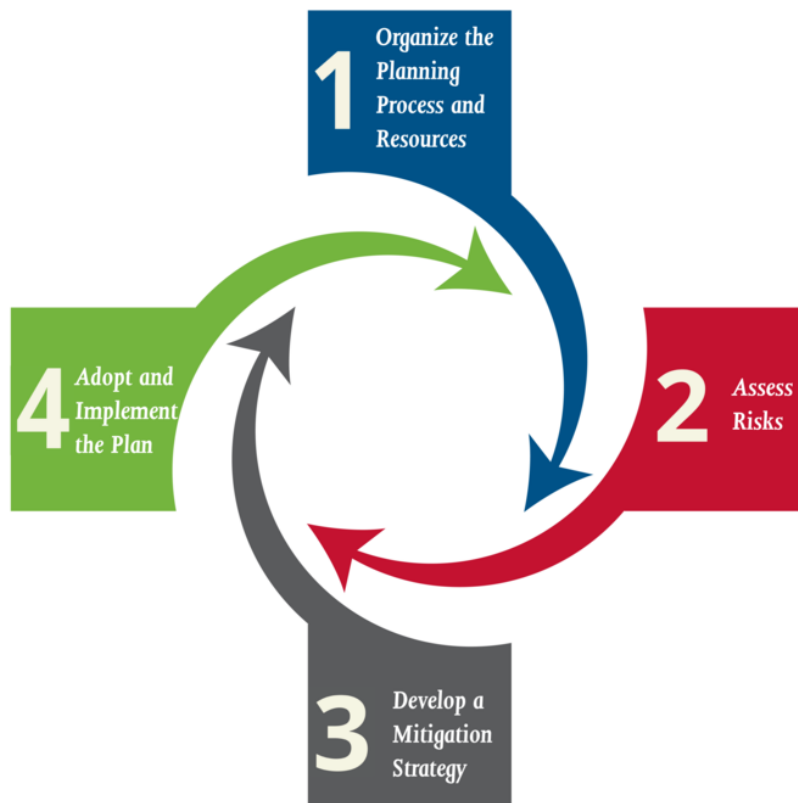 1
Organize the
Planning
Process and
Resources
2
Assess
Risks
3
Develop a
Mitigation
Strategy
4
Adopt and
Implement
the Plan